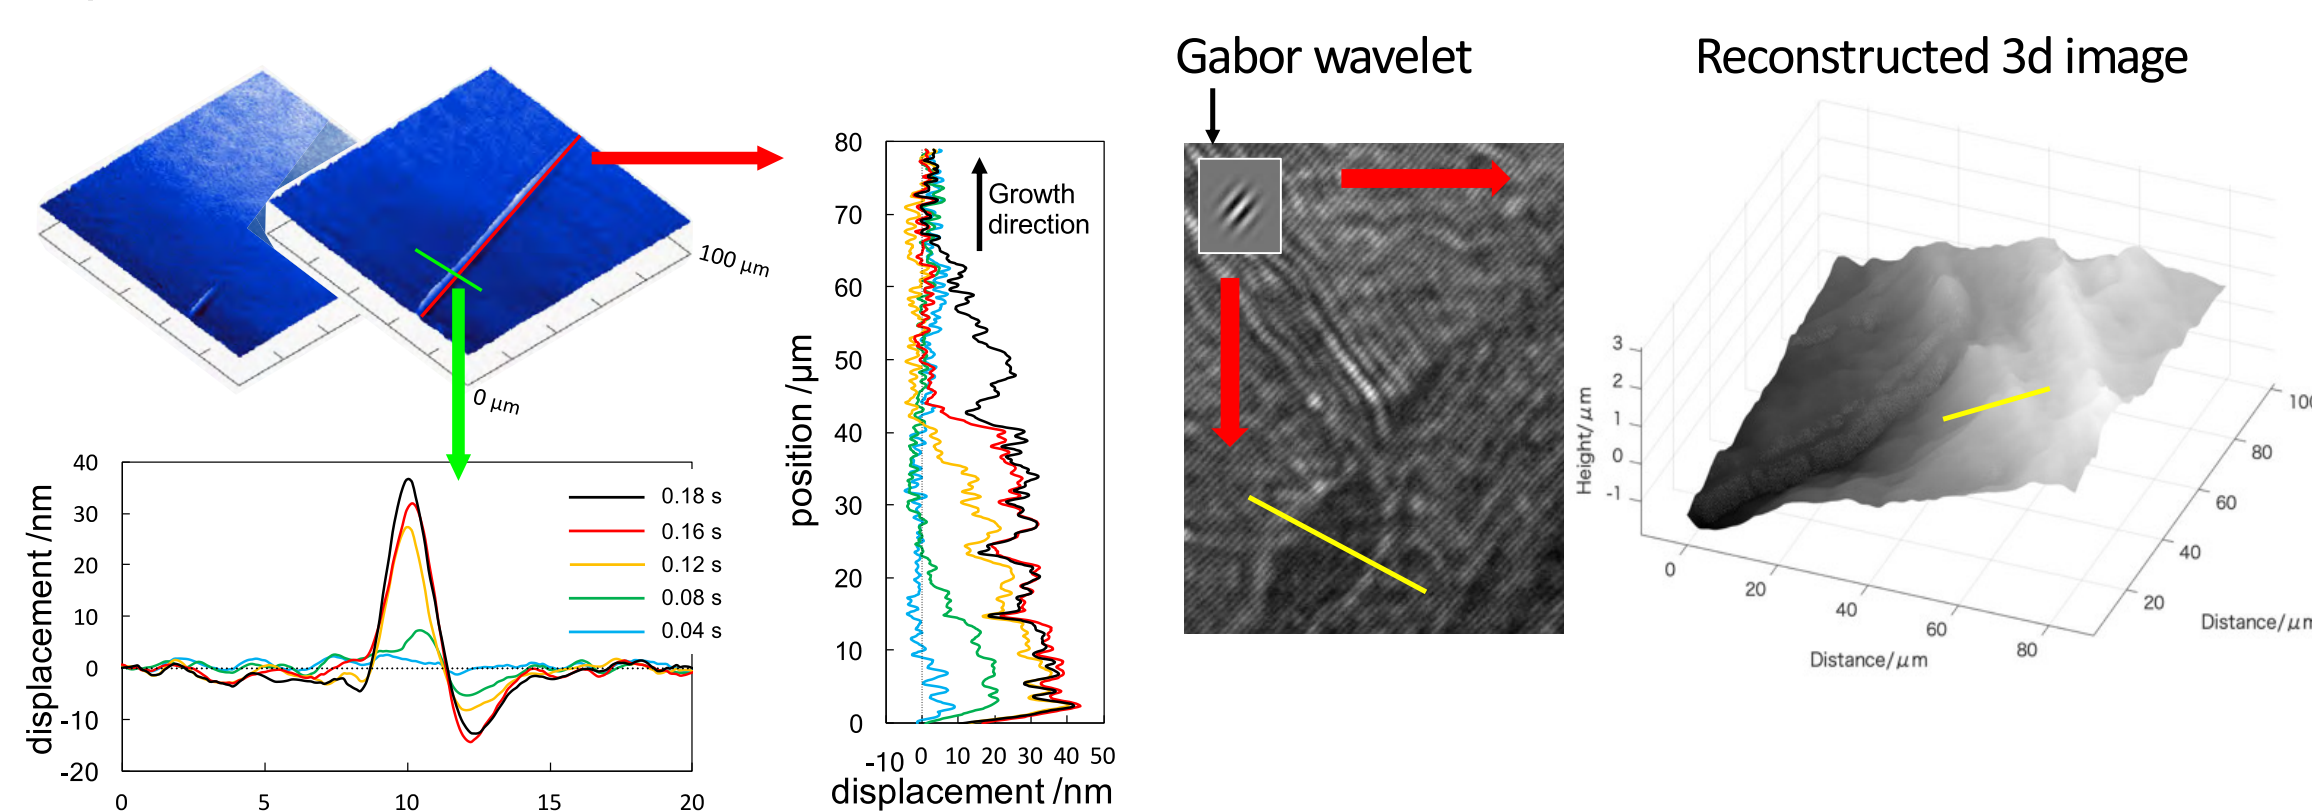 Gabor wavelet
Reconstructed 3d image
100 μm
0 μm
displacement /nm
40
30
20
10
0
-10
-20
0
5
10
15
20
0.18 s
0.16 s
0.12 s
0.08 s
0.04 s
position /μm
80
70
60
50
40
30
20
10
0
Growth
direction
-10 0 10 20 30 40 50
displacement /nm
Height/μm
3
2
1
0
-1
0
20
40
60
80
Distance/μm
20
40
60
80
100
Distance/μm